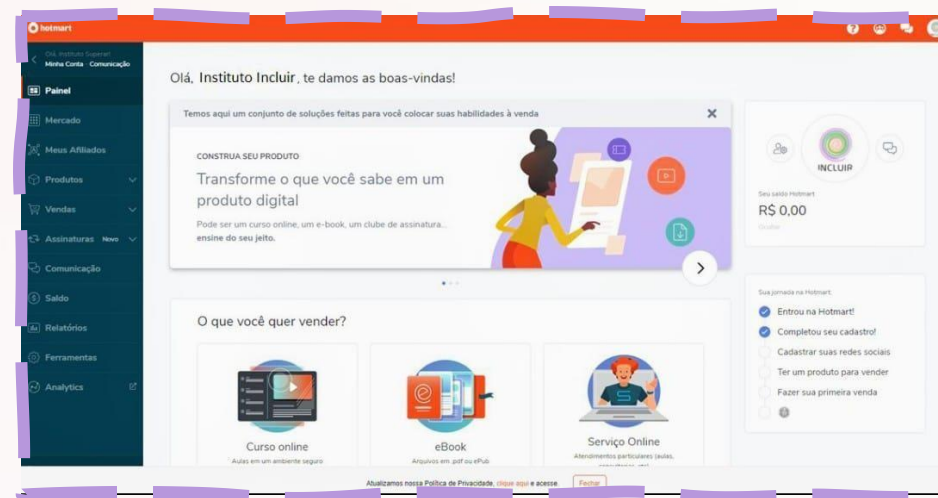 hotmart
Olá, Instituto Superar!
Minha Conta - Comunicação
Painel
Mercado
Meus Afiliados
Produtos
Vendas
Assinaturas Novo
Comunicação
Saldo
Relatórios
Ferramentas
Analytics
Olá, Instituto Incluir, te damos as boas-vindas!
Temos aqui um conjunto de soluções feitas para você colocar suas habilidades à venda
CONSTRUA SEU PRODUTO
Transforme o que você sabe em um
produto digital
Pode ser um curso online, um e-book, um clube de assinatura...
ensine do seu jeito.
O que você quer vender?
Curso online
Aulas em um ambiente seguro
eBook
Arquivos em .pdf ou ePub
Serviço Online
Atendimentos particulares (aulas,
consultorias, etc)
INCLUIR
Seu saldo Hotmart
R$ 0,00
Ocultar
Sua jornada na Hotmart:
Entrou na Hotmart!
Completou seu cadastro!
Cadastrar suas redes sociais
Ter um produto para vender
Fazer sua primeira venda
Atualizamos nossa Política de Privacidade, clique aqui e acesse.
Fechar